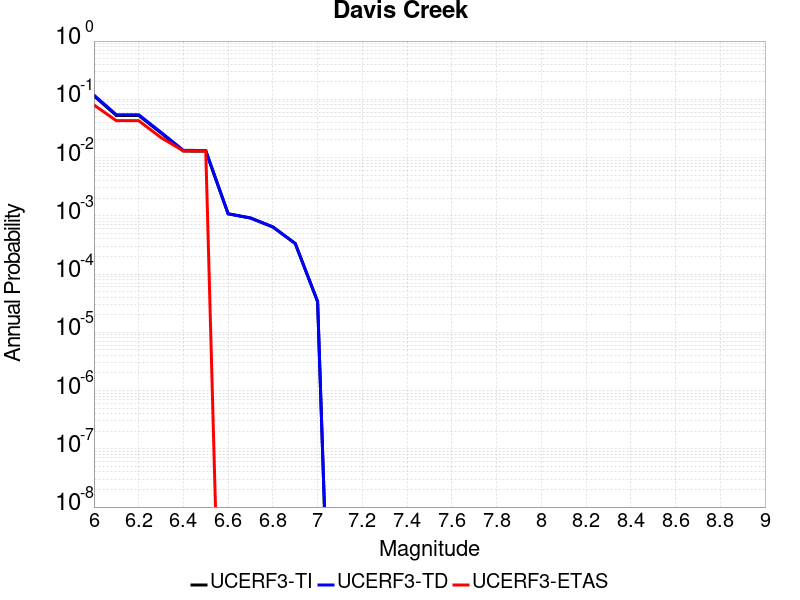 Davis Creek
10^0
10^-1
10^-2
10^-3
10^-4
10^-5
10^-6
10^-7
10^-8
Annual Probability
6 6.2 6.4 6.6 6.8 7 7.2 7.4 7.6 7.8 8 8.2 8.4 8.6 8.8 9
Magnitude
UCERF3-TI UCERF3-TD UCERF3-ETAS